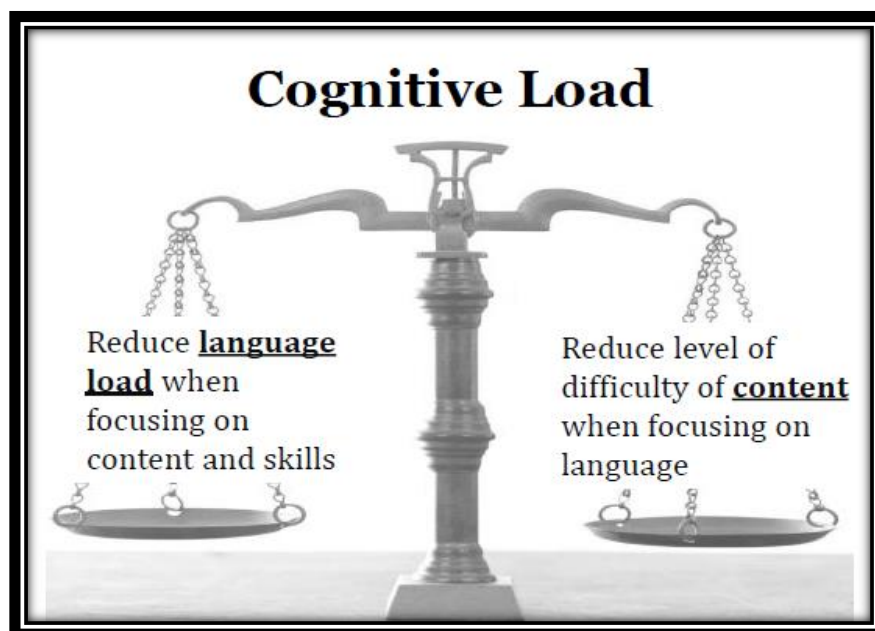 Cognitive Load
Reduce language
load when
focusing on
content and skills
Reduce level of
difficulty of content
when focusing on
language